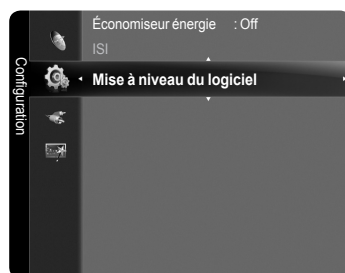 Configuration
Économiseur énergie : Off
ISI
Mise à niveau du logiciel